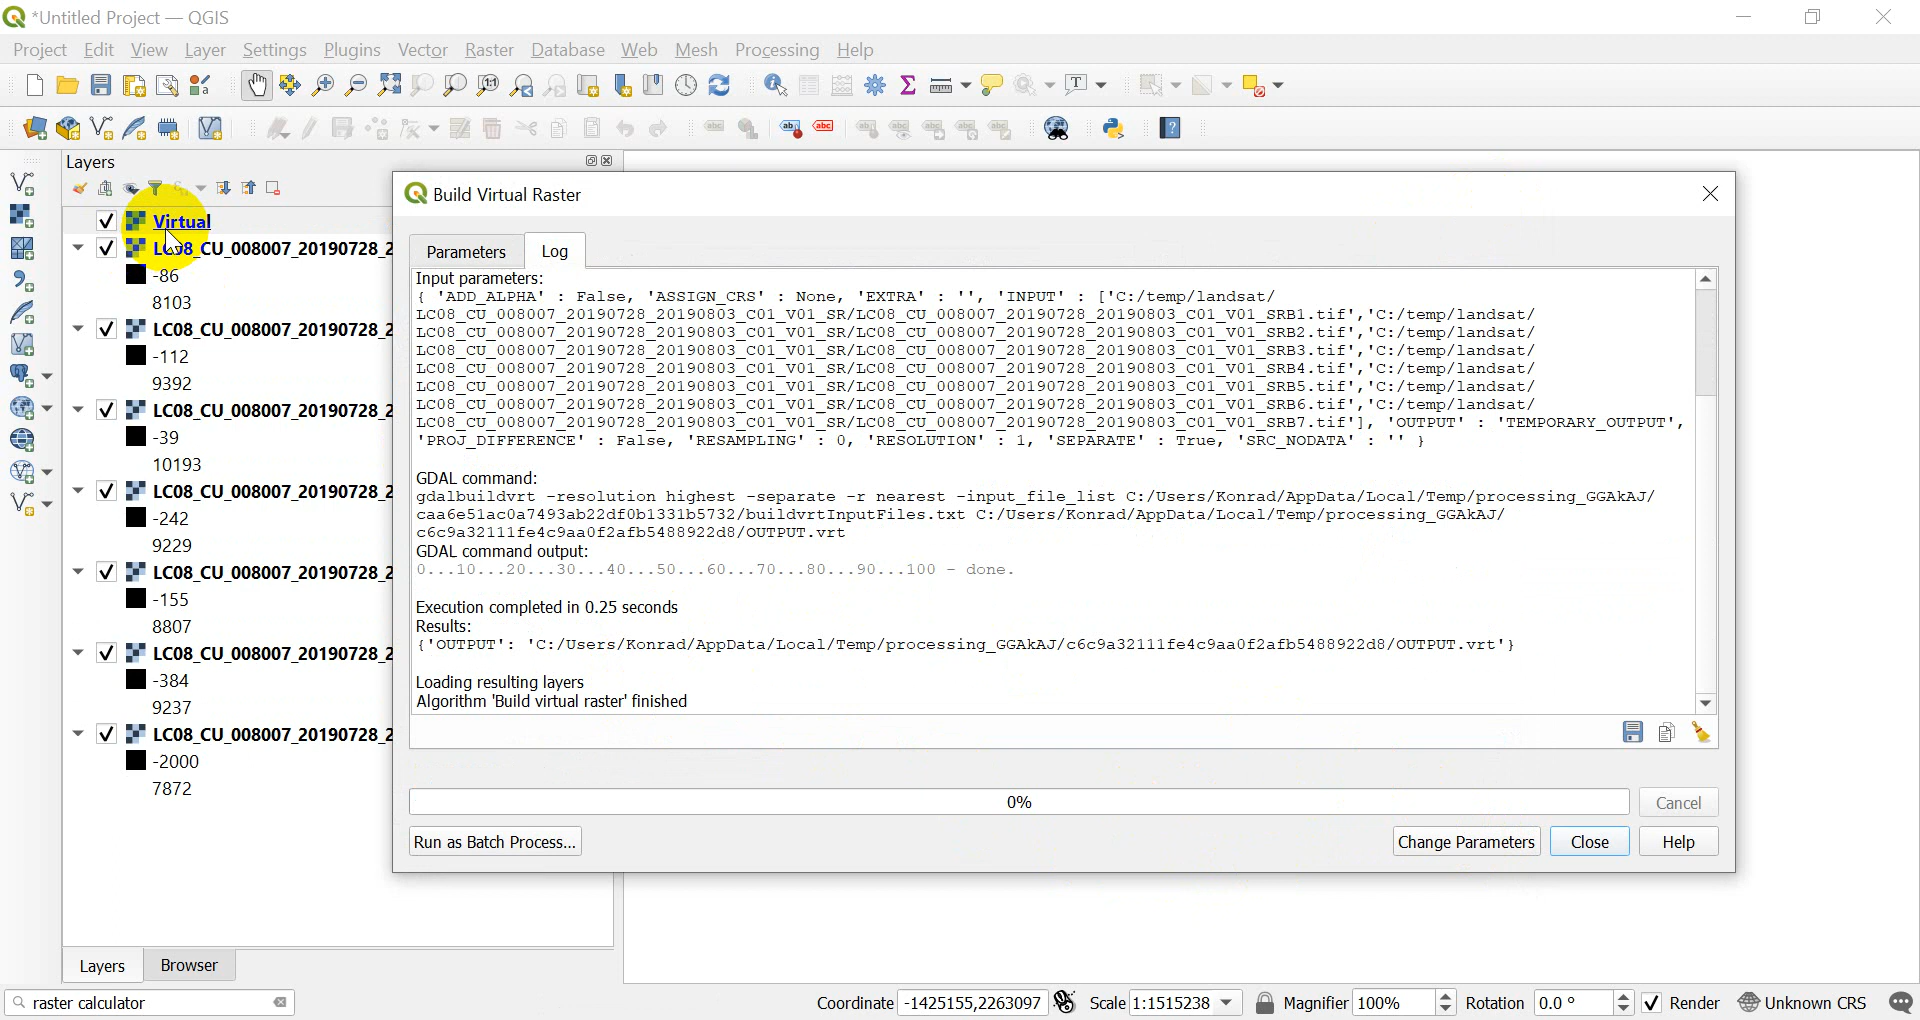 *Untitled Project — QGIS
Project Edit View Layer Settings Plugins Vector Raster Database Web Mesh Processing Help
Layers
Virtual
LC08_CU_008007_20190728_2
-86
8103
LC08_CU_008007_20190728_2
-112
9392
LC08_CU_008007_20190728_2
-39
10193
LC08_CU_008007_20190728_2
-242
9229
LC08_CU_008007_20190728_2
-155
8807
LC08_CU_008007_20190728_2
-384
9237
LC08_CU_008007_20190728_2
-2000
7872
Layers Browser
Build Virtual Raster
Parameters Log
Input parameters:
{ 'ADD_ALPHA' : False, 'ASSIGN_CRS' : None, 'EXTRA' : '', 'INPUT' : ['C:/temp/landsat/
LC08_CU_008007_20190728_20190803_C01_V01_SR/LC08_CU_008007_20190728_20190803_C01_V01_SRB1.tif','C:/temp/landsat/
LC08_CU_008007_20190728_20190803_C01_V01_SR/LC08_CU_008007_20190728_20190803_C01_V01_SRB2.tif','C:/temp/landsat/
LC08_CU_008007_20190728_20190803_C01_V01_SR/LC08_CU_008007_20190728_20190803_C01_V01_SRB3.tif','C:/temp/landsat/
LC08_CU_008007_20190728_20190803_C01_V01_SR/LC08_CU_008007_20190728_20190803_C01_V01_SRB4.tif','C:/temp/landsat/
LC08_CU_008007_20190728_20190803_C01_V01_SR/LC08_CU_008007_20190728_20190803_C01_V01_SRB5.tif','C:/temp/landsat/
LC08_CU_008007_20190728_20190803_C01_V01_SR/LC08_CU_008007_20190728_20190803_C01_V01_SRB6.tif','C:/temp/landsat/
LC08_CU_008007_20190728_20190803_C01_V01_SR/LC08_CU_008007_20190728_20190803_C01_V01_SRB7.tif'], 'OUTPUT' : 'TEMPORARY_OUTPUT',
'PROJ_DIFFERENCE' : False, 'RESAMPLING' : 0, 'RESOLUTION' : 1, 'SEPARATE' : True, 'SRC_NODATA' : '' }
GDAL command:
gdalbuildvrt -resolution highest -separate -r nearest -input_file_list C:/Users/Konrad/AppData/Local/Temp/processing_GGAkAJ/
caa6e51ac0a7493ab22df0b1331b5732/buildvrtInputFiles.txt C:/Users/Konrad/AppData/Local/Temp/processing_GGAkAJ/
c6c9a32111fe4c9aa0f2afb5488922d8/OUTPUT.vrt
GDAL command output:
0...10...20...30...40...50...60...70...80...90...100 - done.
Execution completed in 0.25 seconds
Results:
{'OUTPUT': 'C:/Users/Konrad/AppData/Local/Temp/processing_GGAkAJ/c6c9a32111fe4c9aa0f2afb5488922d8/OUTPUT.vrt'}
Loading resulting layers
Algorithm 'Build virtual raster' finished
0% Cancel
Run as Batch Process... Change Parameters Close Help
raster calculator Coordinate -1425155,2263097 Scale 1:1515238 Magnifier 100% Rotation 0.0 ° Render Unknown CRS